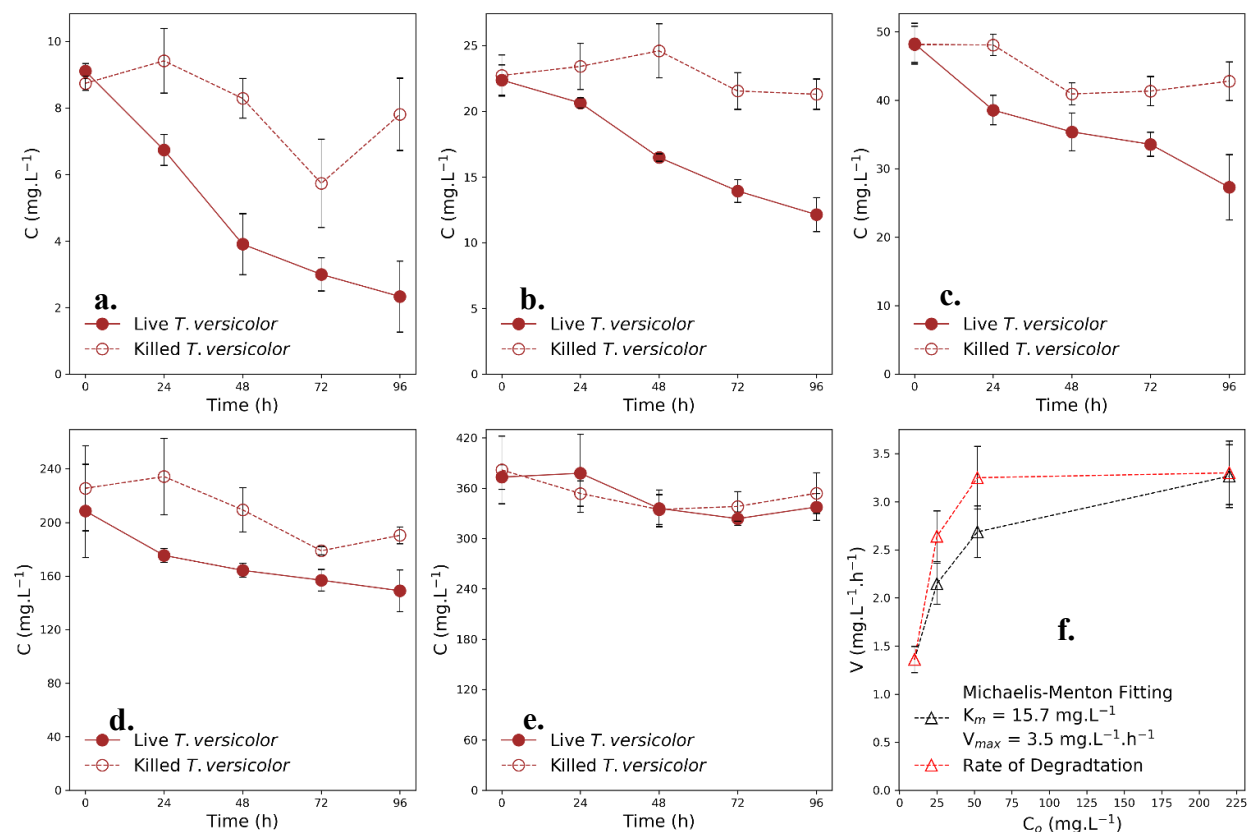 10
8
6
4
2
0
C (mg.L⁻¹)
a.
Live T. versicolor
Killed T. versicolor
0 24 48 72 96
Time (h)
25
20
15
10
5
0
C (mg.L⁻¹)
b.
Live T. versicolor
Killed T. versicolor
0 24 48 72 96
Time (h)
50
40
30
20
10
0
C (mg.L⁻¹)
c.
Live T. versicolor
Killed T. versicolor
0 24 48 72 96
Time (h)
240
200
160
120
80
40
0
C (mg.L⁻¹)
d.
Live T. versicolor
Killed T. versicolor
0 24 48 72 96
Time (h)
420
360
300
240
180
120
60
0
C (mg.L⁻¹)
e.
Live T. versicolor
Killed T. versicolor
0 24 48 72 96
Time (h)
3.5
3.0
2.5
2.0
1.5
1.0
0.5
0.0
V (mg.L⁻¹.h⁻¹)
f.
Michaelis-Menton Fitting
Kₘ = 15.7 mg.L⁻¹
Vₘₐₓ = 3.5 mg.L⁻¹.h⁻¹
Rate of Degradtation
0 25 50 75 100 125 150 175 200 225
Cₒ (mg.L⁻¹)